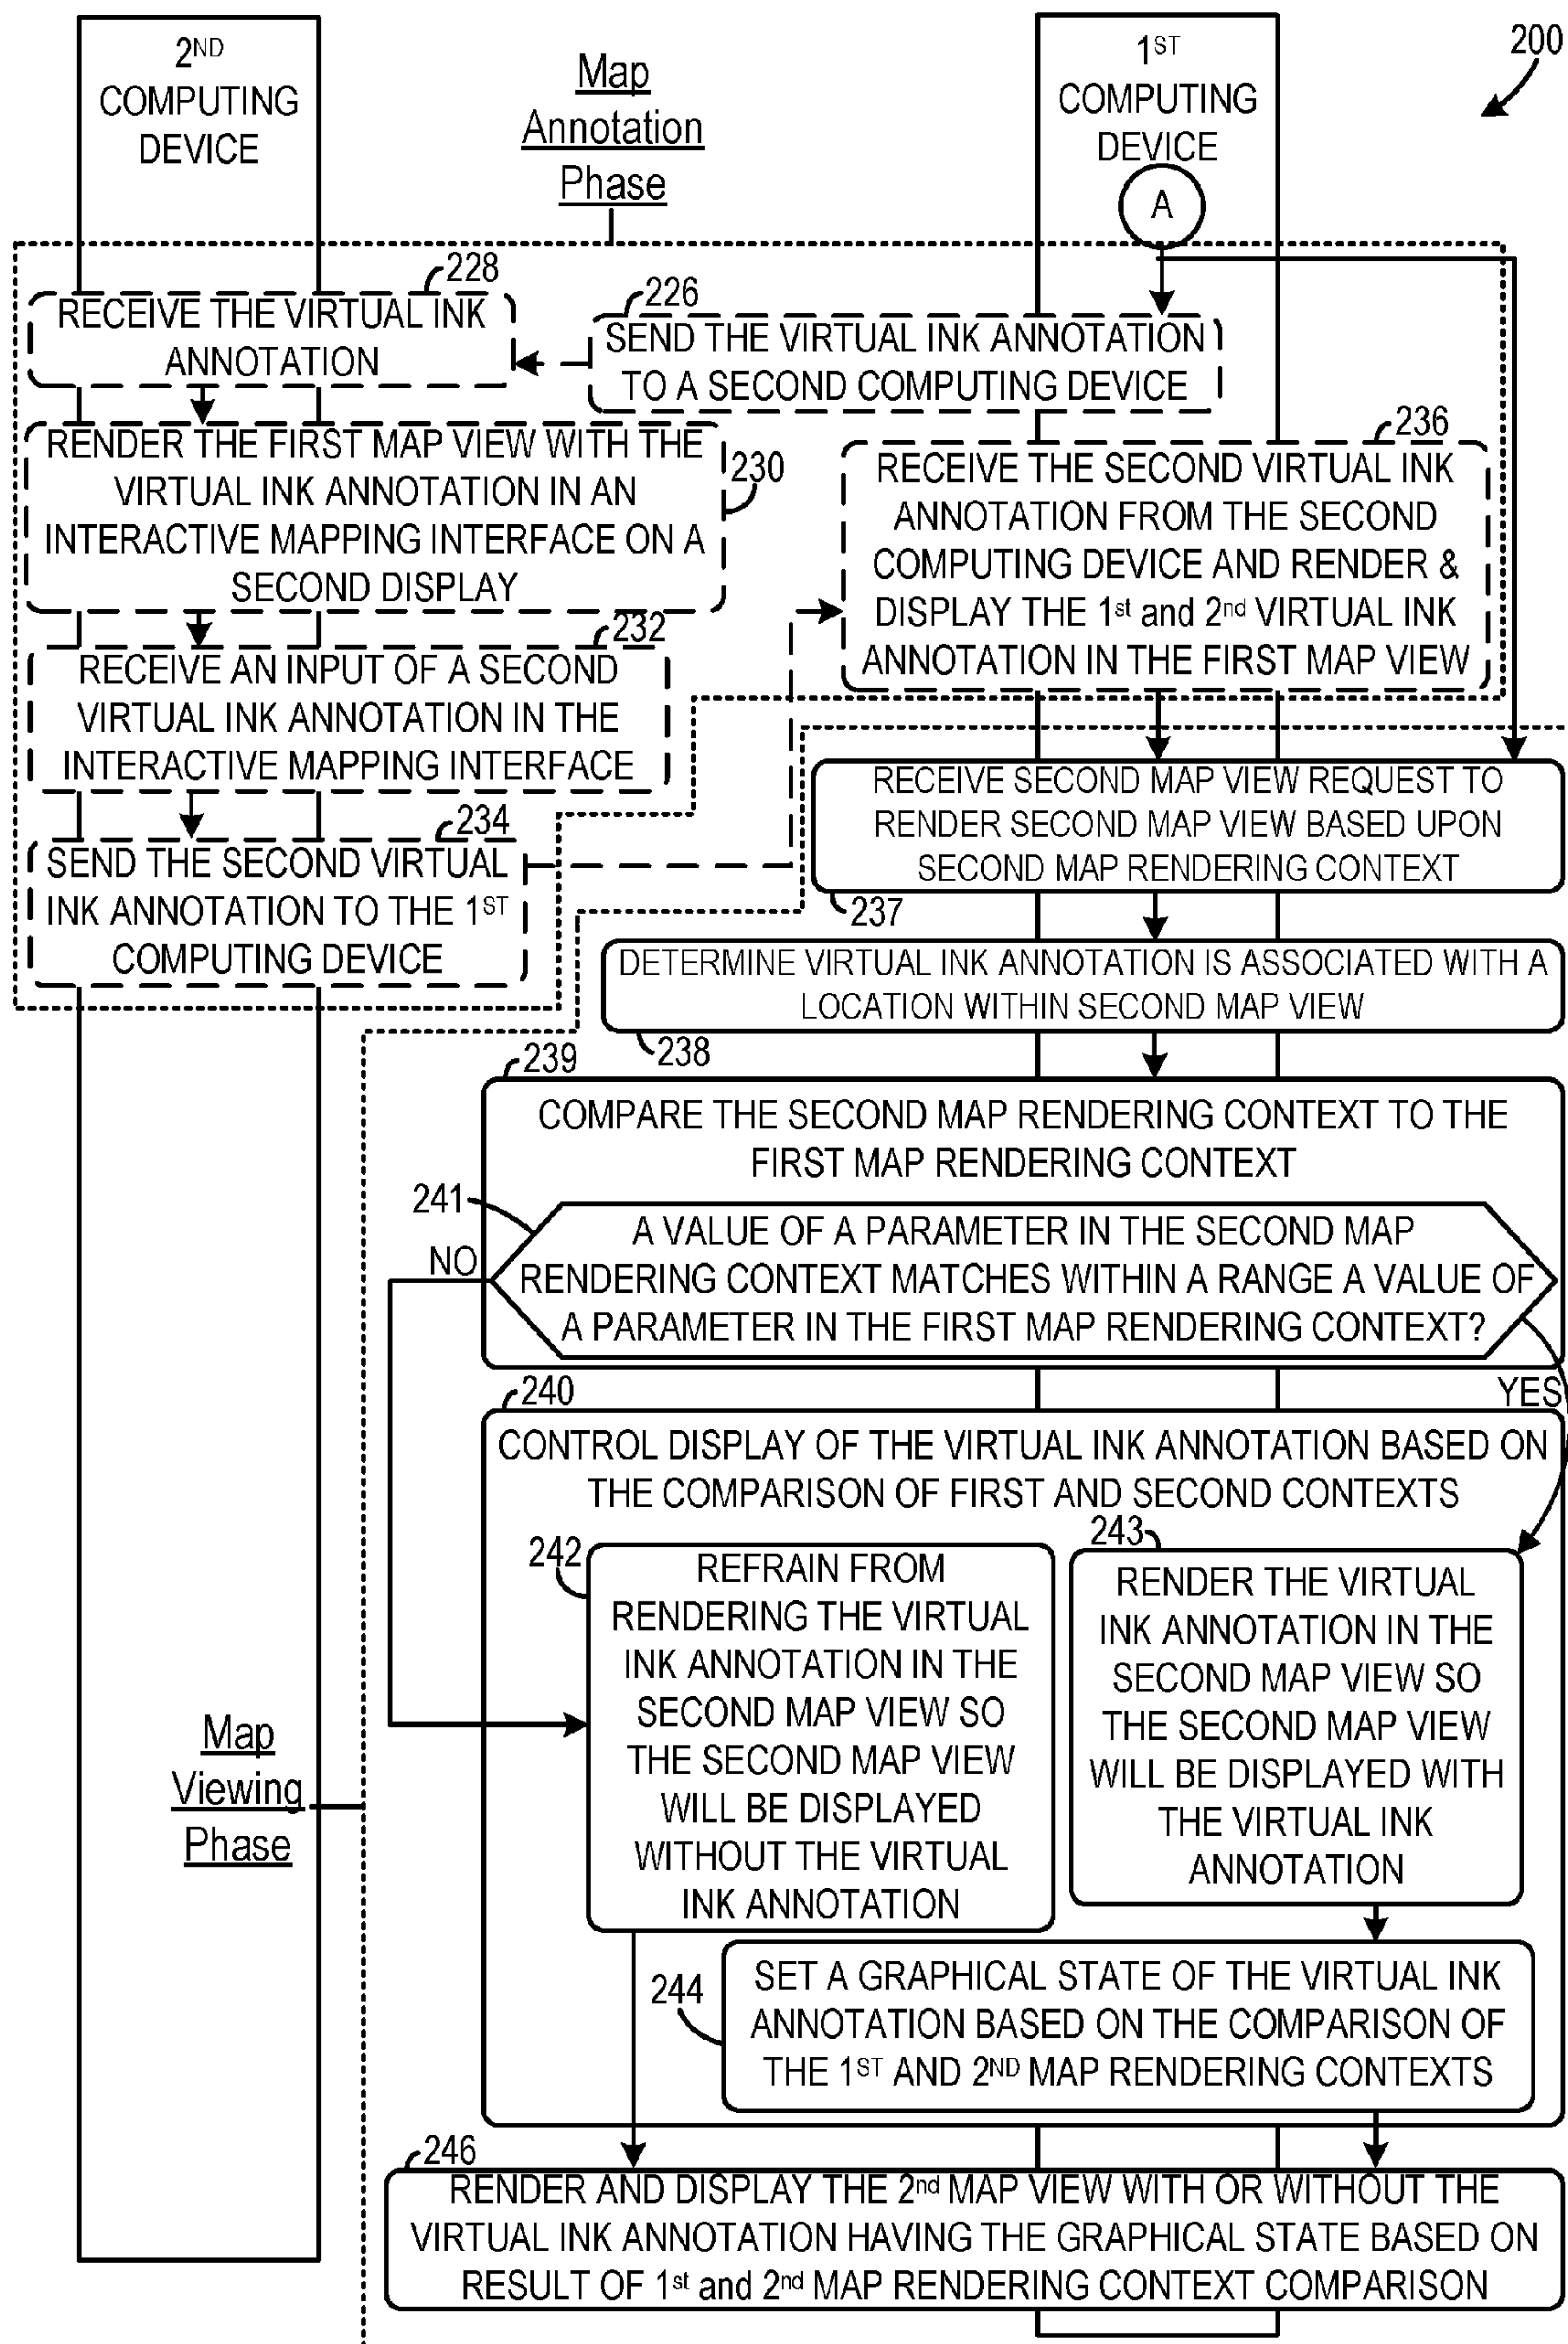 2ND
COMPUTING
DEVICE
Map
Annotation
Phase
1ST
COMPUTING
DEVICE
A
200
228
RECEIVE THE VIRTUAL INK
ANNOTATION
226
SEND THE VIRTUAL INK ANNOTATION
TO A SECOND COMPUTING DEVICE
RENDER THE FIRST MAP VIEW WITH THE
VIRTUAL INK ANNOTATION IN AN
INTERACTIVE MAPPING INTERFACE ON A
SECOND DISPLAY
230
236
RECEIVE THE SECOND VIRTUAL INK
ANNOTATION FROM THE SECOND
COMPUTING DEVICE AND RENDER &
DISPLAY THE 1st and 2nd VIRTUAL INK
ANNOTATION IN THE FIRST MAP VIEW
232
RECEIVE AN INPUT OF A SECOND
VIRTUAL INK ANNOTATION IN THE
INTERACTIVE MAPPING INTERFACE
234
SEND THE SECOND VIRTUAL
INK ANNOTATION TO THE 1ST
COMPUTING DEVICE
RECEIVE SECOND MAP VIEW REQUEST TO
RENDER SECOND MAP VIEW BASED UPON
SECOND MAP RENDERING CONTEXT
237
DETERMINE VIRTUAL INK ANNOTATION IS ASSOCIATED WITH A
LOCATION WITHIN SECOND MAP VIEW
238
239
COMPARE THE SECOND MAP RENDERING CONTEXT TO THE
FIRST MAP RENDERING CONTEXT
241
NO
A VALUE OF A PARAMETER IN THE SECOND MAP
RENDERING CONTEXT MATCHES WITHIN A RANGE A VALUE OF
A PARAMETER IN THE FIRST MAP RENDERING CONTEXT?
YES
240
CONTROL DISPLAY OF THE VIRTUAL INK ANNOTATION BASED ON
THE COMPARISON OF FIRST AND SECOND CONTEXTS
242
REFRAIN FROM
RENDERING THE VIRTUAL
INK ANNOTATION IN THE
SECOND MAP VIEW SO
THE SECOND MAP VIEW
WILL BE DISPLAYED
WITHOUT THE VIRTUAL
INK ANNOTATION
243
RENDER THE VIRTUAL
INK ANNOTATION IN THE
SECOND MAP VIEW SO
THE SECOND MAP VIEW
WILL BE DISPLAYED WITH
THE VIRTUAL INK
ANNOTATION
Map
Viewing
Phase
244
SET A GRAPHICAL STATE OF THE VIRTUAL INK
ANNOTATION BASED ON THE COMPARISON OF
THE 1ST AND 2ND MAP RENDERING CONTEXTS
246
RENDER AND DISPLAY THE 2nd MAP VIEW WITH OR WITHOUT THE
VIRTUAL INK ANNOTATION HAVING THE GRAPHICAL STATE BASED ON
RESULT OF 1st and 2nd MAP RENDERING CONTEXT COMPARISON